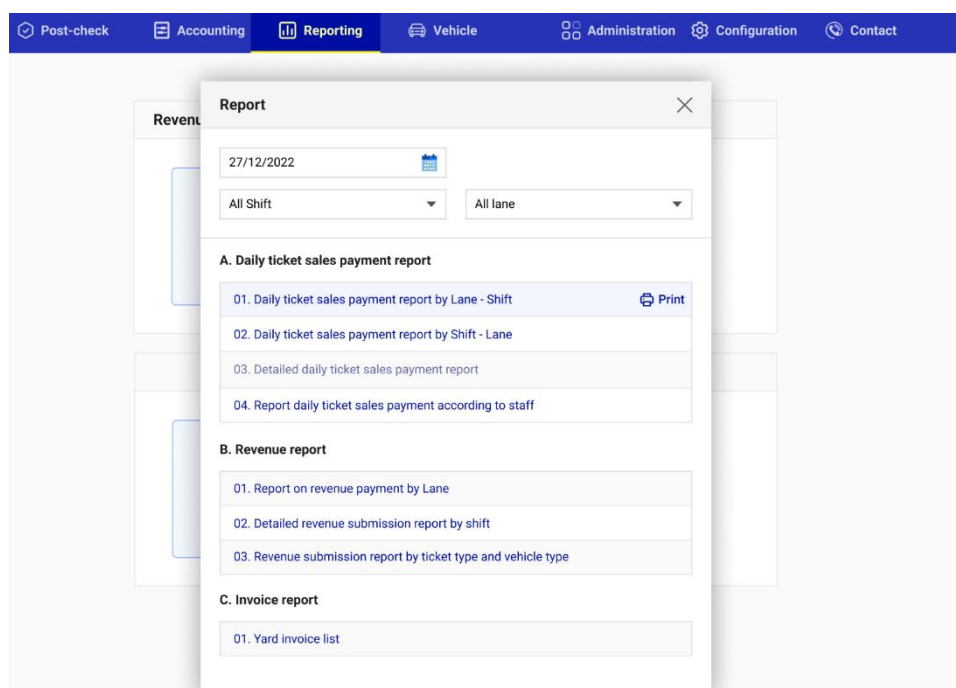 Post-check Accounting Reporting Vehicle Administration Configuration Contact
Report
27/12/2022
All Shift All lane
A. Daily ticket sales payment report
01. Daily ticket sales payment report by Lane - Shift Print
02. Daily ticket sales payment report by Shift - Lane
03. Detailed daily ticket sales payment report
04. Report daily ticket sales payment according to staff
B. Revenue report
01. Report on revenue payment by Lane
02. Detailed revenue submission report by shift
03. Revenue submission report by ticket type and vehicle type
C. Invoice report
01. Yard invoice list